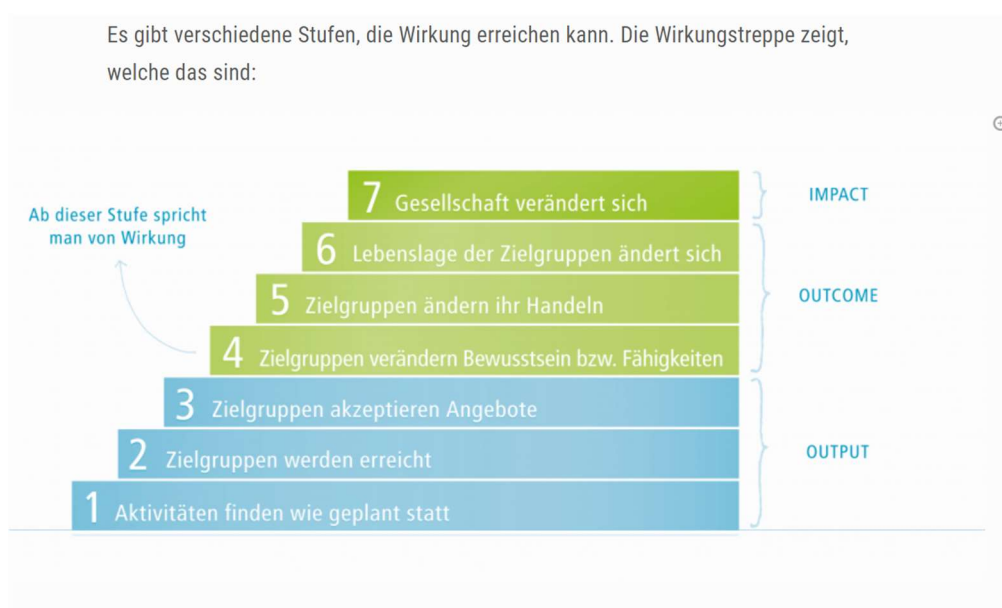 Es gibt verschiedene Stufen, die Wirkung erreichen kann. Die Wirkungstreppe zeigt,
welche das sind:
7 Gesellschaft verändert sich
IMPACT
Ab dieser Stufe spricht
man von Wirkung
6 Lebenslage der Zielgruppen ändert sich
5 Zielgruppen ändern ihr Handeln
OUTCOME
4 Zielgruppen verändern Bewusstsein bzw. Fähigkeiten
3 Zielgruppen akzeptieren Angebote
2 Zielgruppen werden erreicht
OUTPUT
1 Aktivitäten finden wie geplant statt